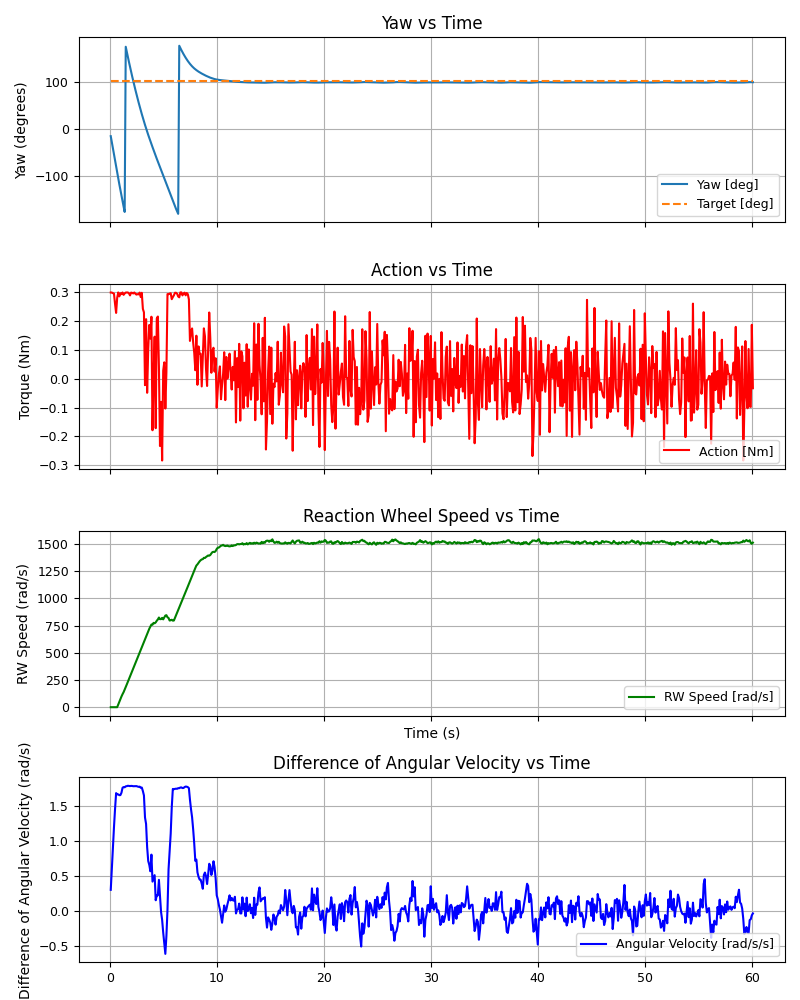 Yaw vs Time
Yaw (degrees)
100
0
−100
Yaw [deg]
Target [deg]
Action vs Time
Torque (Nm)
0.3
0.2
0.1
0.0
−0.1
−0.2
−0.3
Action [Nm]
Reaction Wheel Speed vs Time
RW Speed (rad/s)
1500
1250
1000
750
500
250
0
RW Speed [rad/s]
Time (s)
Difference of Angular Velocity vs Time
Difference of Angular Velocity (rad/s)
1.5
1.0
0.5
0.0
−0.5
Angular Velocity [rad/s/s]
0 10 20 30 40 50 60